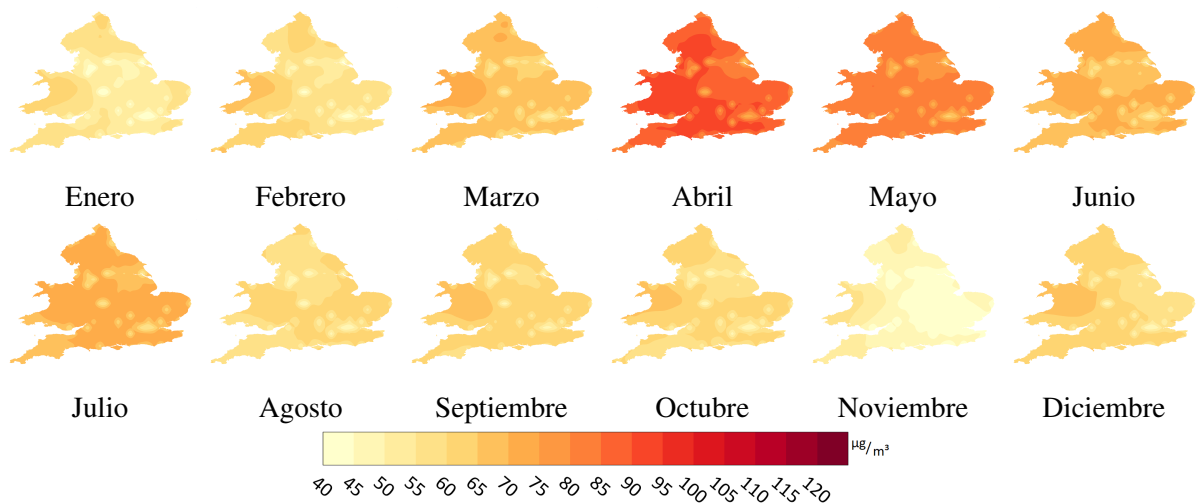 Enero Febrero Marzo Abril Mayo Junio
Julio Agosto Septiembre Octubre Noviembre Diciembre
µg/m³
40 45 50 55 60 65 70 75 80 85 90 95 100 105 110 115 120